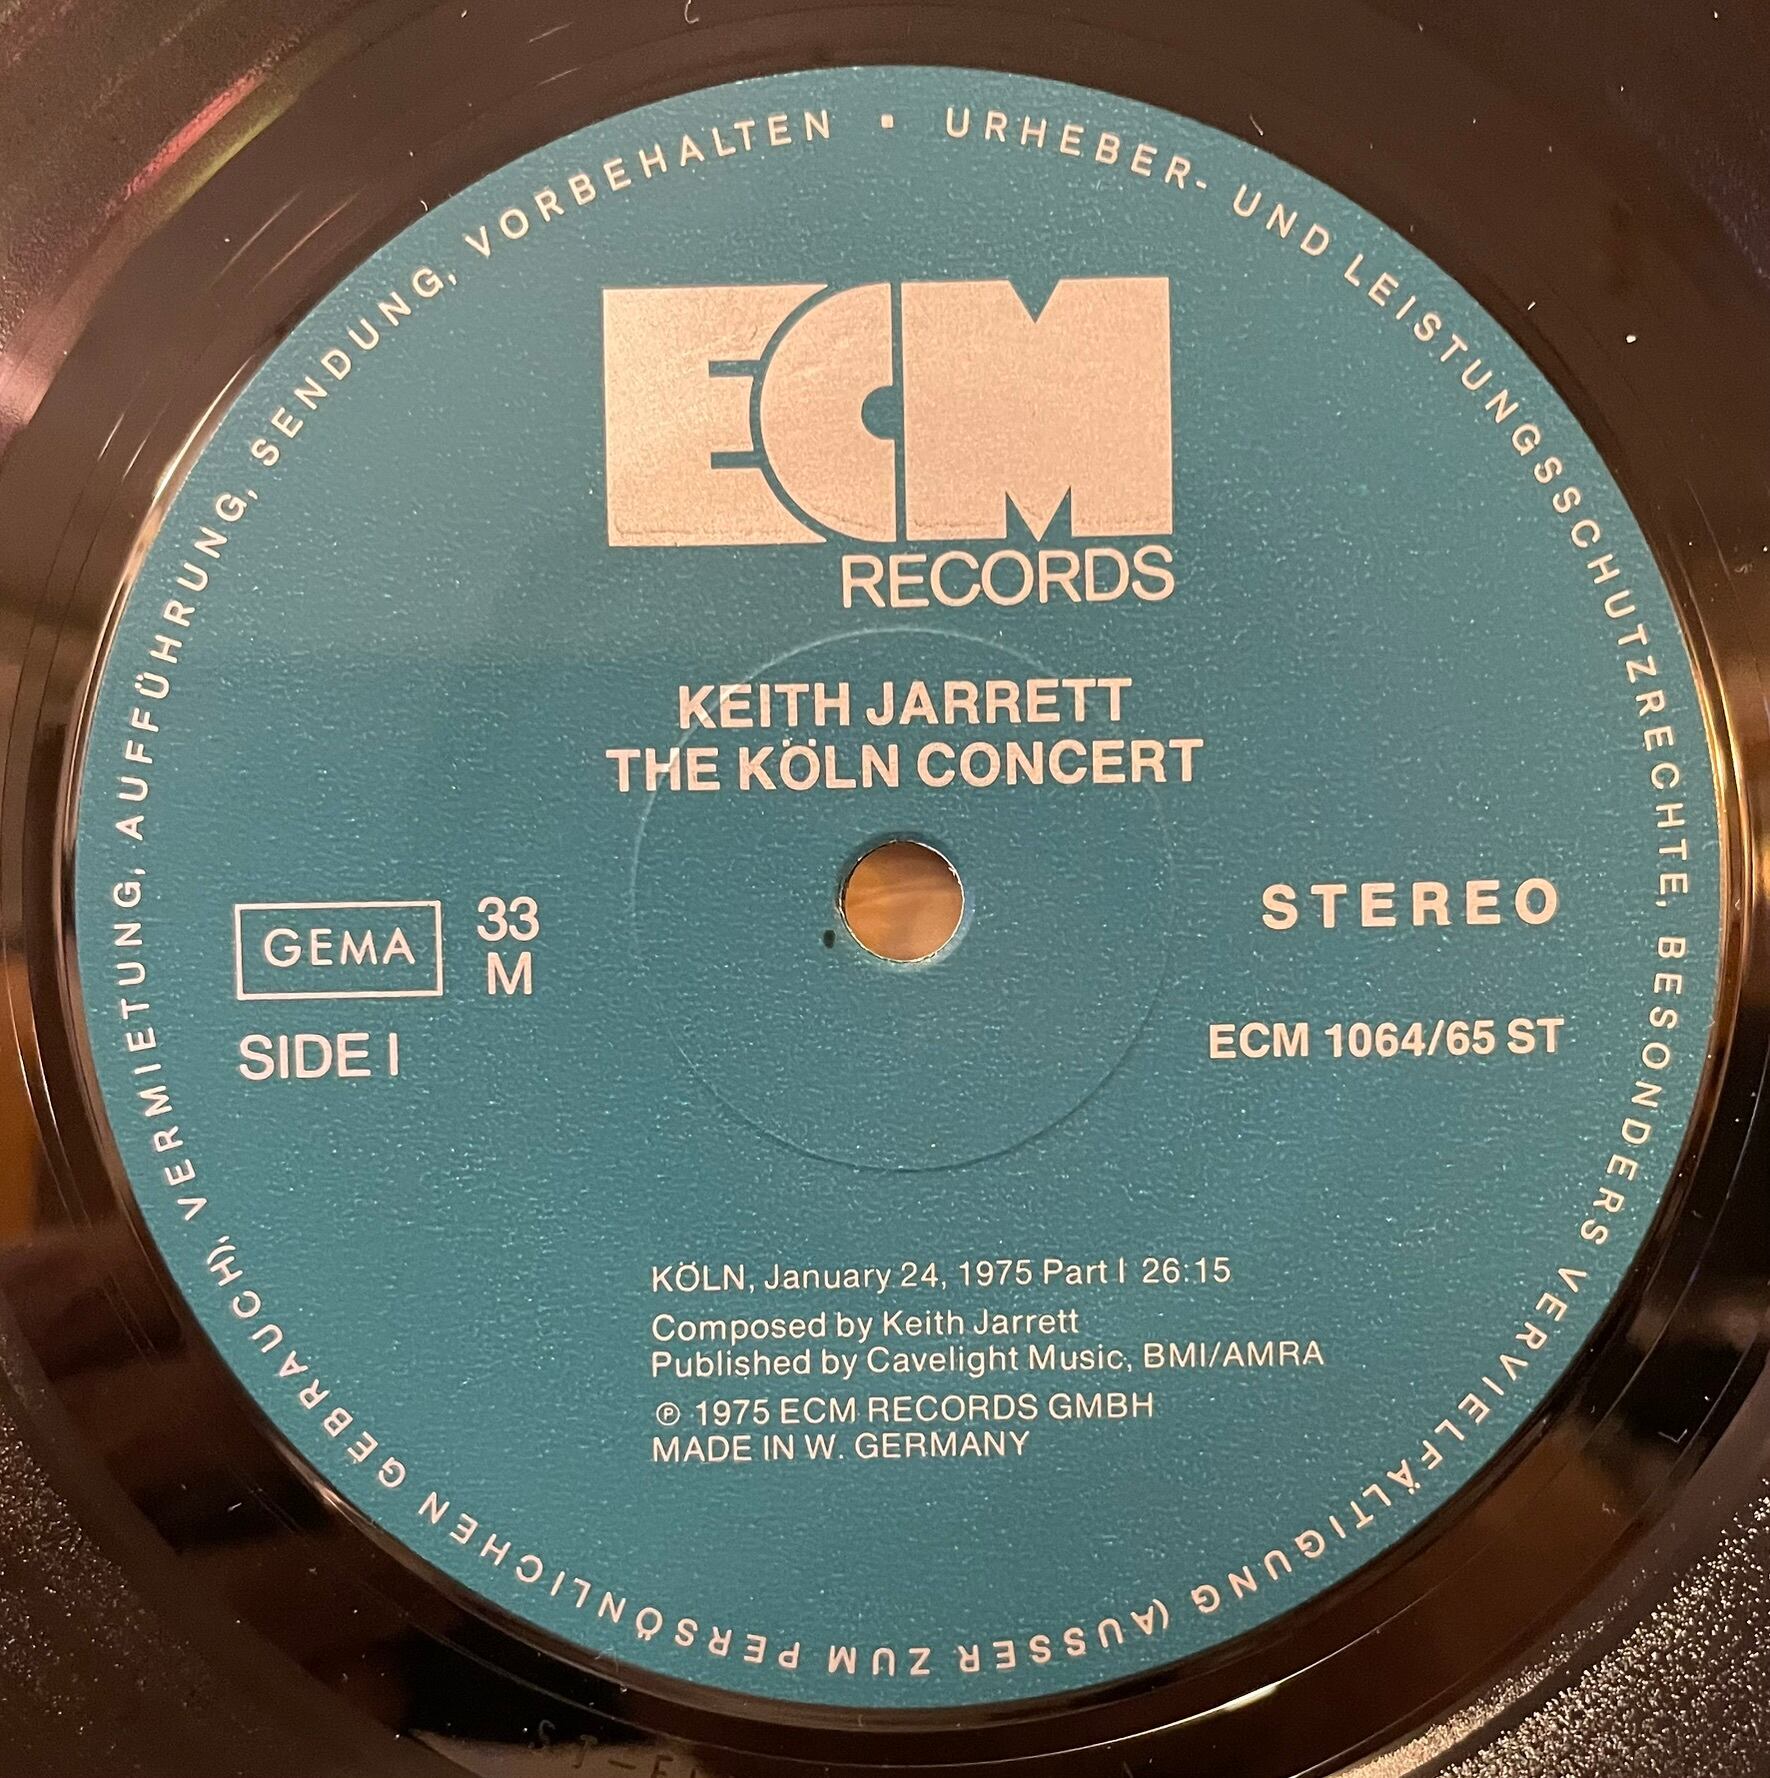 URHEBER- UND LEISTUNGSSCHUTZRECHTE, BESONDERS VERVIELFÄLTIGUNG (AUSSER ZUM PERSÖNLICHEN GEBRAUCH), VERMIETUNG, AUFFÜHRUNG, SENDUNG, VORBEHALTEN ▪
ECM
RECORDS
KEITH JARRETT
THE KÖLN CONCERT
GEMA
33
M
SIDE I
STEREO
ECM 1064/65 ST
KÖLN, January 24, 1975 Part I 26:15
Composed by Keith Jarrett
Published by Cavelight Music, BMI/AMRA
℗ 1975 ECM RECORDS GMBH
MADE IN W. GERMANY